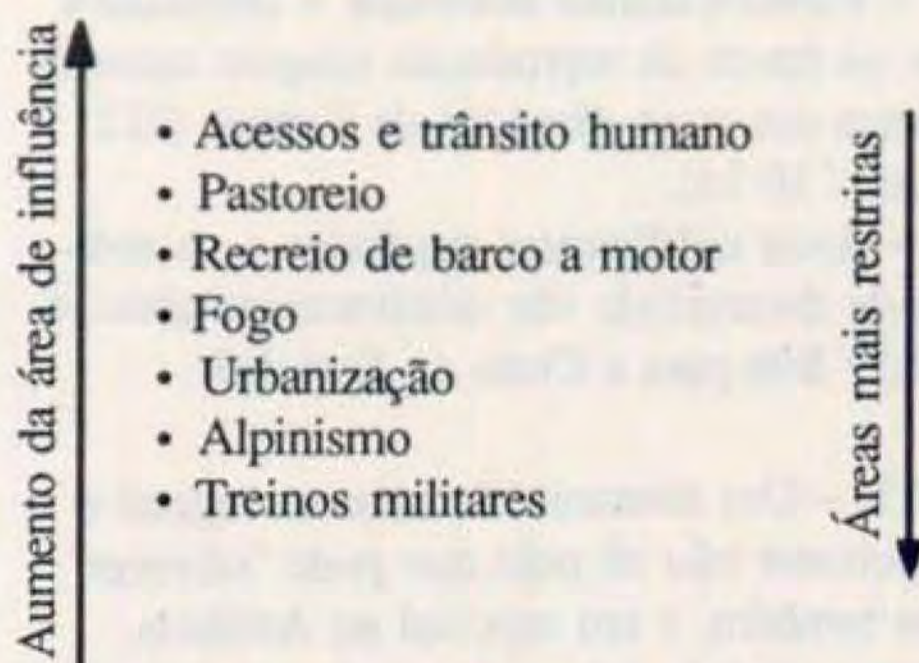 Aumento da área de influência
• Acessos e trânsito humano
• Pastoreio
• Recreio de barco a motor
• Fogo
• Urbanização
• Alpinismo
• Treinos militares
Áreas mais restritas